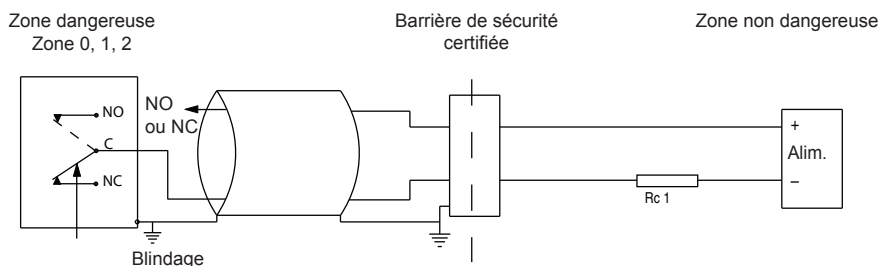 Zone dangereuse
Zone 0, 1, 2
Barrière de sécurité
certifiée
Zone non dangereuse
NO
C
NC
NO
ou NC
Blindage
+
Alim.
–
Rc 1